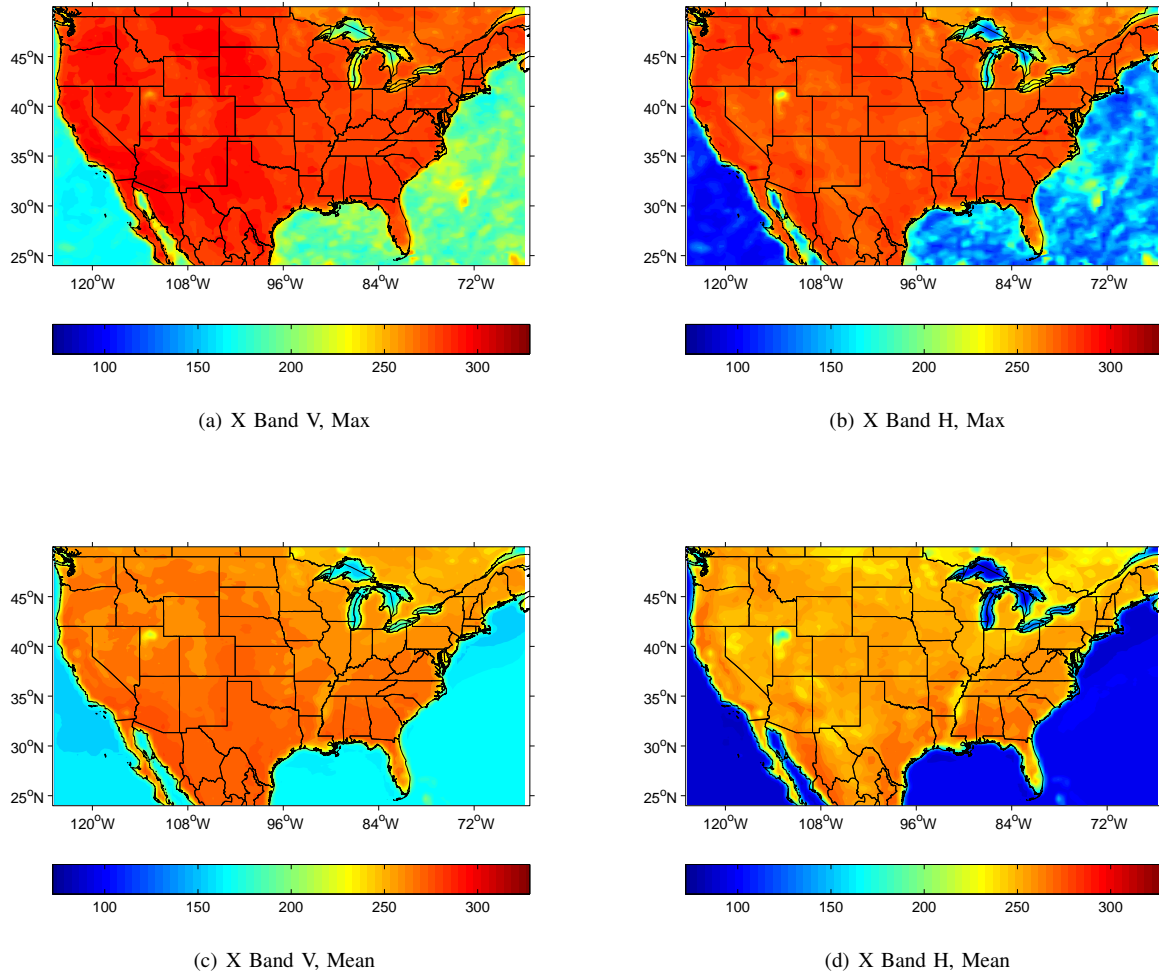 45°N
40°N
35°N
30°N
25°N
120°W 108°W 96°W 84°W 72°W
100 150 200 250 300
(a) X Band V, Max
45°N
40°N
35°N
30°N
25°N
120°W 108°W 96°W 84°W 72°W
100 150 200 250 300
(b) X Band H, Max
45°N
40°N
35°N
30°N
25°N
120°W 108°W 96°W 84°W 72°W
100 150 200 250 300
(c) X Band V, Mean
45°N
40°N
35°N
30°N
25°N
120°W 108°W 96°W 84°W 72°W
100 150 200 250 300
(d) X Band H, Mean